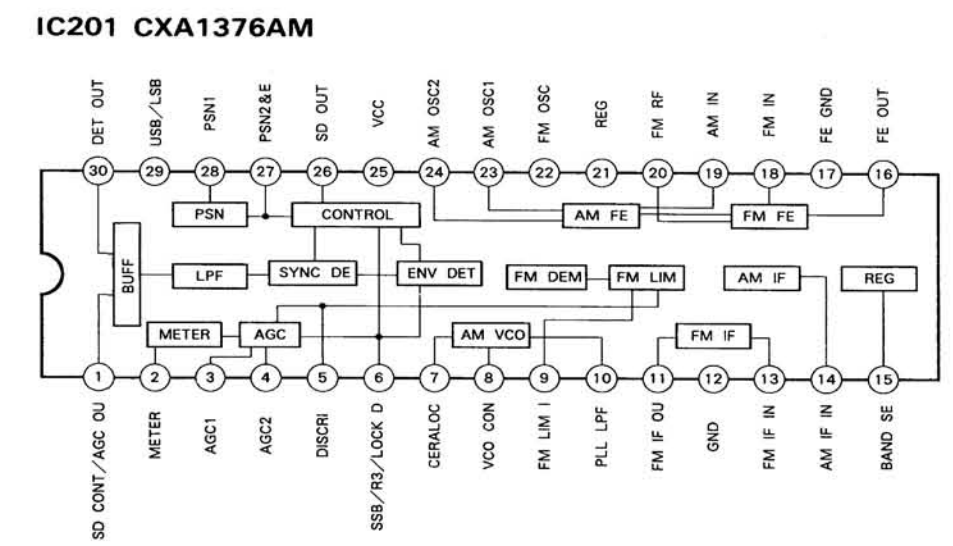 IC201 CXA1376AM
DET OUT
USB/LSB
PSN1
PSN2&E
SD OUT
VCC
AM OSC2
AM OSC1
FM OSC
REG
FM RF
AM IN
FM IN
FE GND
FE OUT
30 29 28 27 26 25 24 23 22 21 20 19 18 17 16
PSN CONTROL AM FE FM FE
BUFF
LPF SYNC DE ENV DET FM DEM FM LIM AM IF REG
METER AGC AM VCO FM IF
1 2 3 4 5 6 7 8 9 10 11 12 13 14 15
SD CONT/AGC OU
METER
AGC1
AGC2
DISCRi
SSB/R3/LOCK D
CERALOC
VCO CON
FM LIM I
PLL LPF
FM IF OU
GND
FM IF IN
AM IF IN
BAND SE